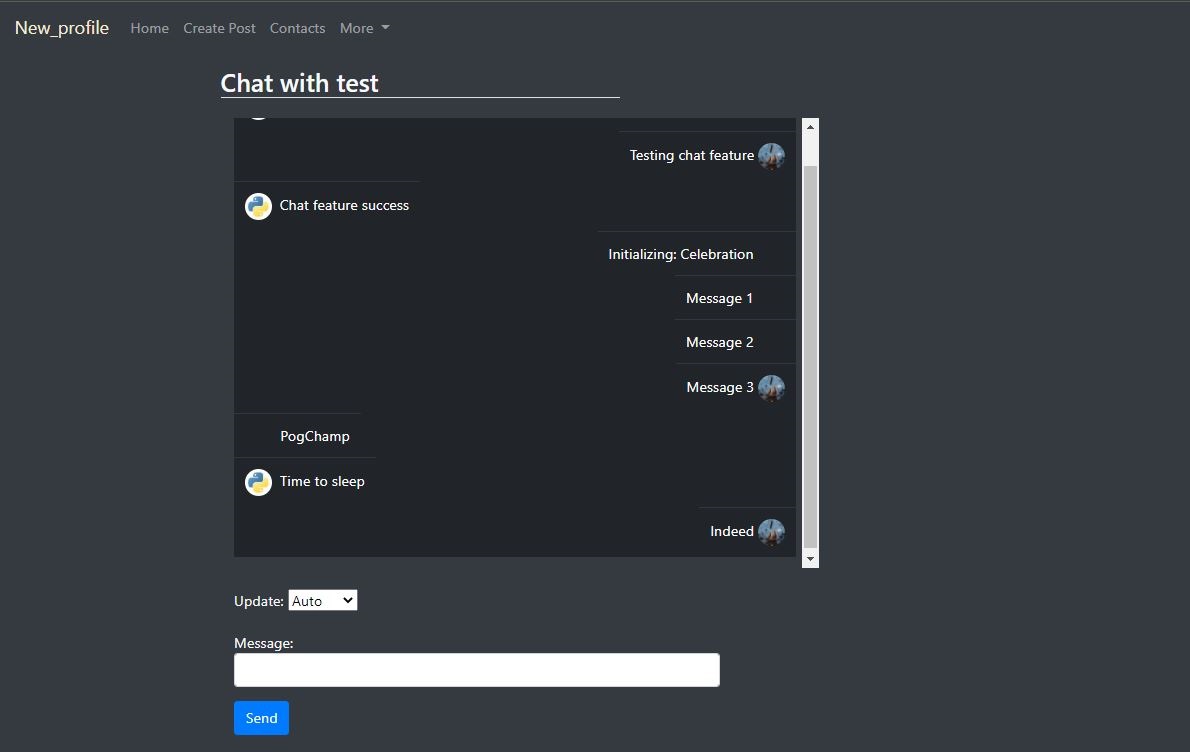 New_profile Home Create Post Contacts More
Chat with test
Testing chat feature
Chat feature success
Initializing: Celebration
Message 1
Message 2
Message 3
PogChamp
Time to sleep
Indeed
Update: Auto
Message:
Send